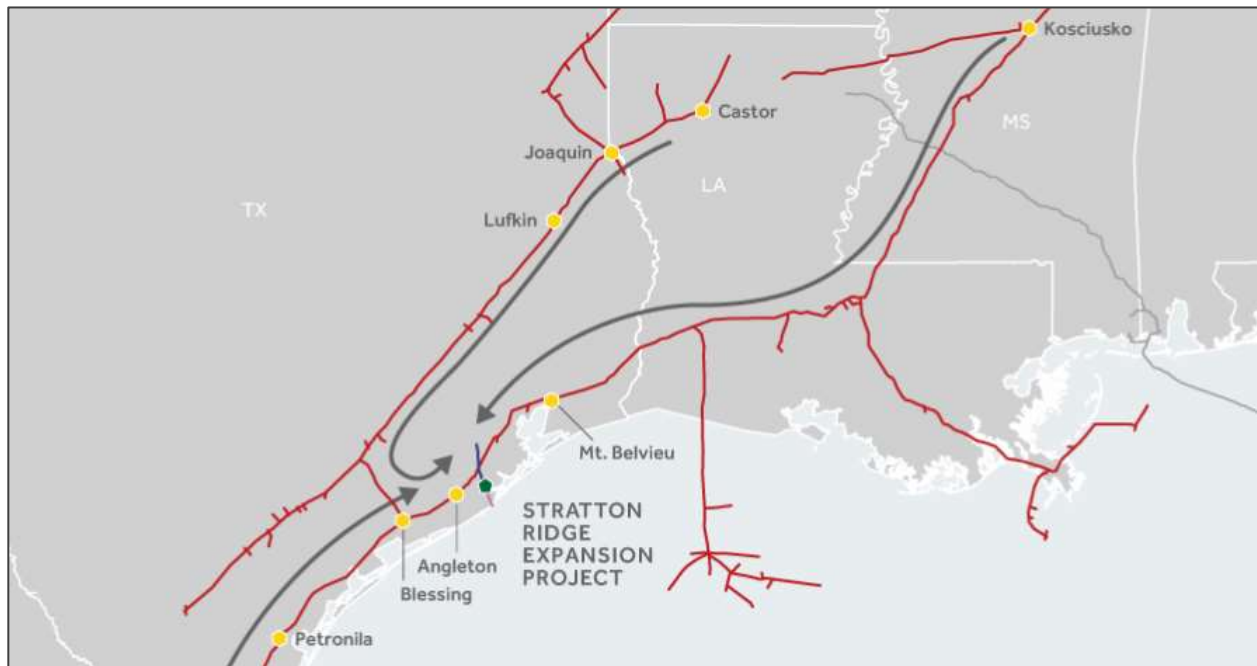 Kosciusko
Castor
MS
Joaquin
LA
TX
Lufkin
Mt. Belvieu
STRATTON
RIDGE
EXPANSION
PROJECT
Angleton
Blessing
Petronila